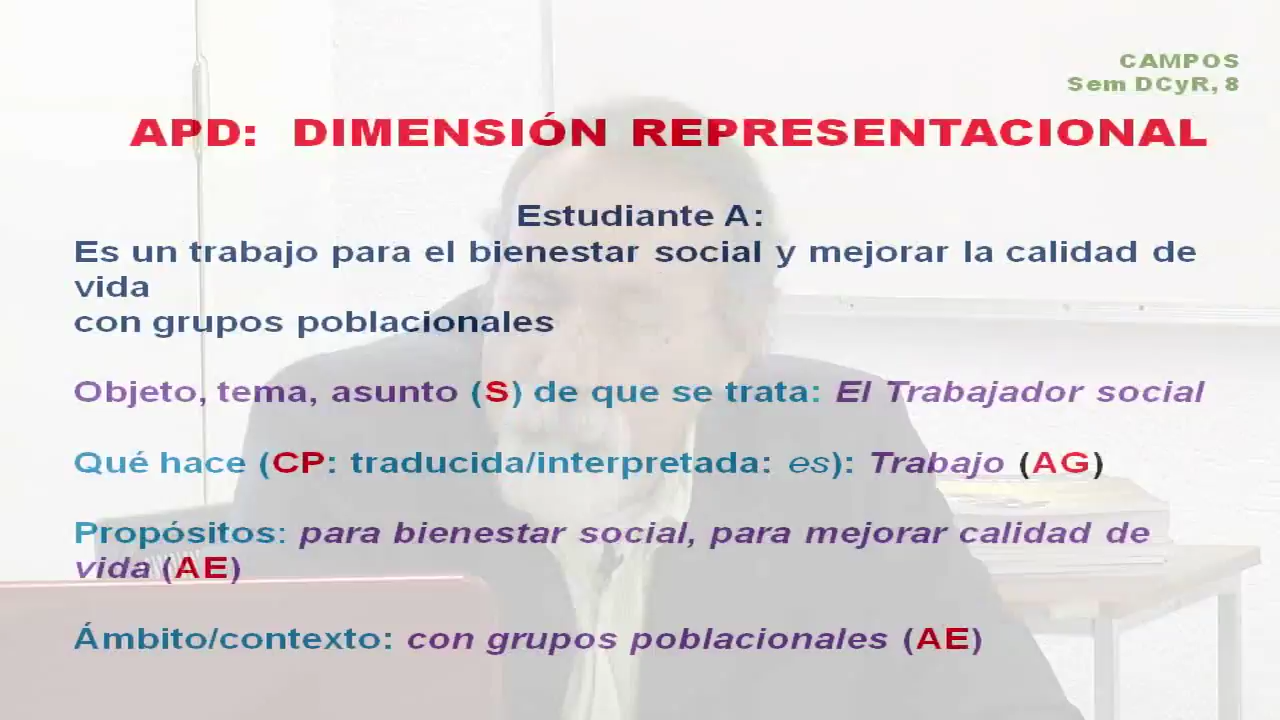 CAMPOS
Sem DCyR, 8
APD: DIMENSIÓN REPRESENTACIONAL
Estudiante A:
Es un trabajo para el bienestar social y mejorar la calidad de
vida
con grupos poblacionales
Objeto, tema, asunto (S) de que se trata: El Trabajador social
Qué hace (CP: traducida/interpretada: es): Trabajo (AG)
Propósitos: para bienestar social, para mejorar calidad de
vida (AE)
Ámbito/contexto: con grupos poblacionales (AE)